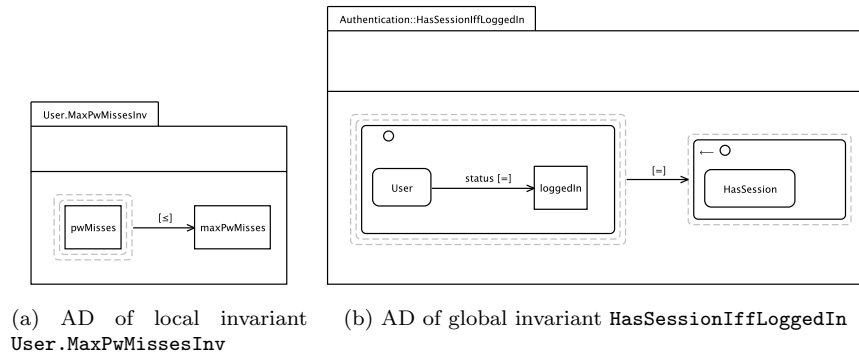 Authentication::HasSessionIffLoggedIn
User.MaxPwMissesInv
pwMisses
[≤]
maxPwMisses
User
status [=]
loggedIn
[=]
←
HasSession
(a) AD of local invariant
User.MaxPwMissesInv
(b) AD of global invariant HasSessionIffLoggedIn